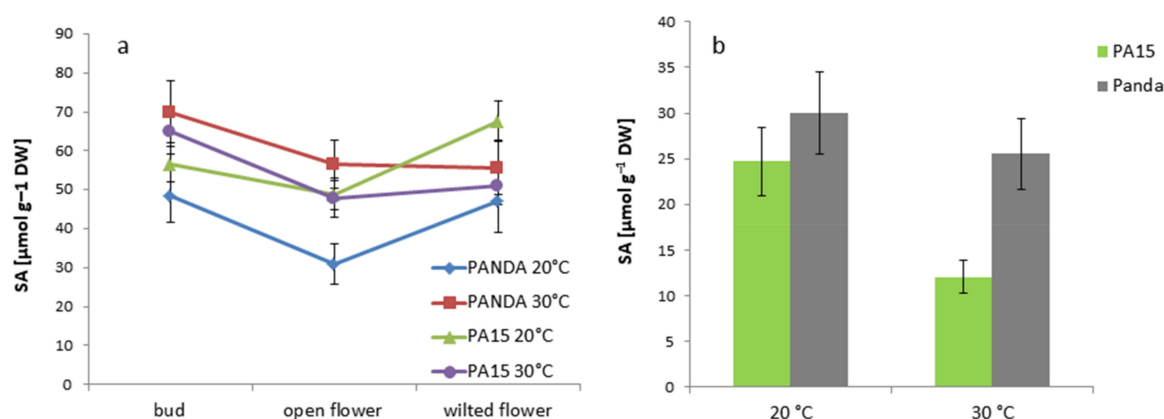 a
90
80
70
60
50
40
30
20
10
0
SA [µmol g–1 DW]
bud open flower wilted flower
PANDA 20°C
PANDA 30°C
PA15 20°C
PA15 30°C
b
40
35
30
25
20
15
10
5
0
SA [µmol g⁻¹ DW]
20 °C 30 °C
PA15
Panda